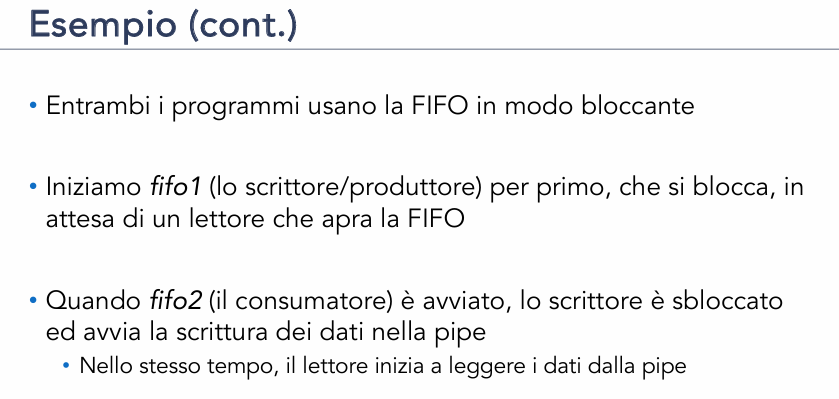 Esempio (cont.)
• Entrambi i programmi usano la FIFO in modo bloccante
• Iniziamo fifo1 (lo scrittore/produttore) per primo, che si blocca, in
attesa di un lettore che apra la FIFO
• Quando fifo2 (il consumatore) è avviato, lo scrittore è sbloccato
ed avvia la scrittura dei dati nella pipe
• Nello stesso tempo, il lettore inizia a leggere i dati dalla pipe